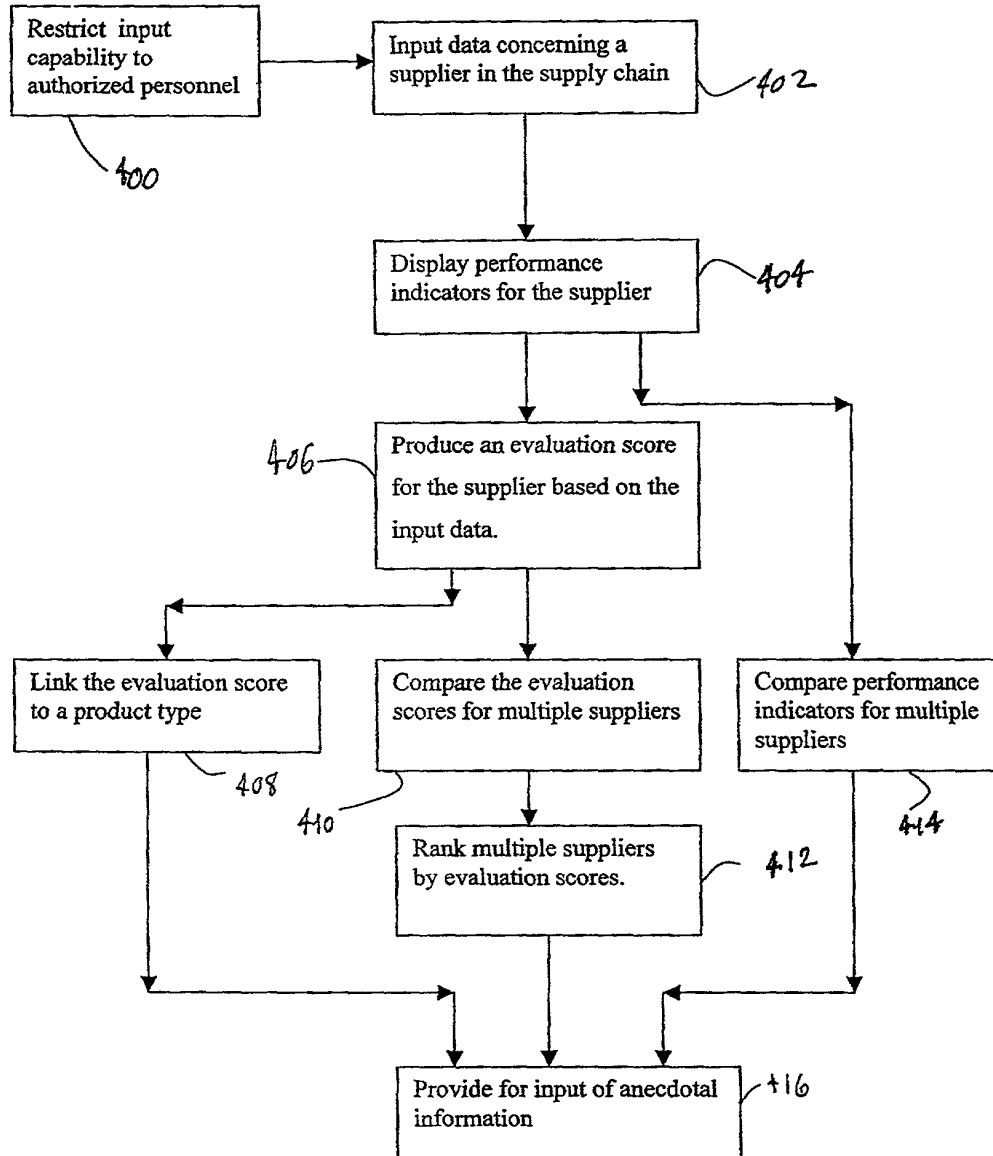 Restrict input
capability to
authorized personnel
400
Input data concerning a
supplier in the supply chain
402
Display performance
indicators for the supplier
404
Produce an evaluation score
for the supplier based on the
input data.
406
Link the evaluation score
to a product type
408
Compare the evaluation
scores for multiple suppliers
410
Compare performance
indicators for multiple
suppliers
414
Rank multiple suppliers
by evaluation scores.
412
Provide for input of anecdotal
information
416